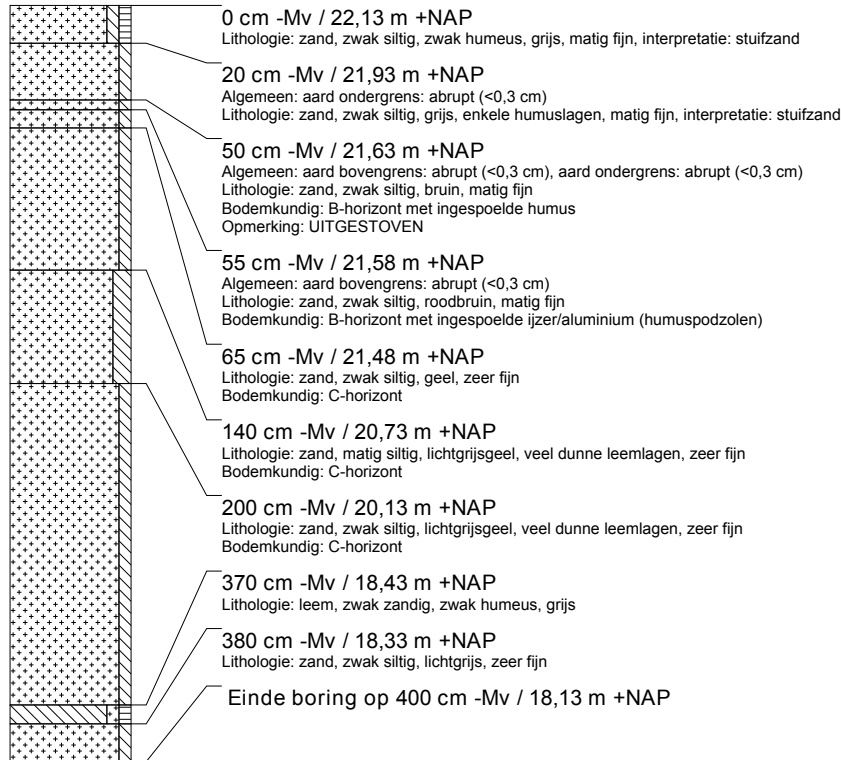 0 cm -Mv / 22,13 m +NAP
Lithologie: zand, zwak siltig, zwak humeus, grijs, matig fijn, interpretatie: stuifzand
20 cm -Mv / 21,93 m +NAP
Algemeen: aard ondergrens: abrupt (<0,3 cm)
Lithologie: zand, zwak siltig, grijs, enkele humuslagen, matig fijn, interpretatie: stuifzand
50 cm -Mv / 21,63 m +NAP
Algemeen: aard bovengrens: abrupt (<0,3 cm), aard ondergrens: abrupt (<0,3 cm)
Lithologie: zand, zwak siltig, bruin, matig fijn
Bodemkundig: B-horizont met ingespoelde humus
Opmerking: UITGESTOVEN
55 cm -Mv / 21,58 m +NAP
Algemeen: aard bovengrens: abrupt (<0,3 cm)
Lithologie: zand, zwak siltig, roodbruin, matig fijn
Bodemkundig: B-horizont met ingespoelde ijzer/aluminium (humuspodzolen)
65 cm -Mv / 21,48 m +NAP
Lithologie: zand, zwak siltig, geel, zeer fijn
Bodemkundig: C-horizont
140 cm -Mv / 20,73 m +NAP
Lithologie: zand, matig siltig, lichtgrijsgeel, veel dunne leemlagen, zeer fijn
Bodemkundig: C-horizont
200 cm -Mv / 20,13 m +NAP
Lithologie: zand, zwak siltig, lichtgrijsgeel, veel dunne leemlagen, zeer fijn
Bodemkundig: C-horizont
370 cm -Mv / 18,43 m +NAP
Lithologie: leem, zwak zandig, zwak humeus, grijs
380 cm -Mv / 18,33 m +NAP
Lithologie: zand, zwak siltig, lichtgrijs, zeer fijn
Einde boring op 400 cm -Mv / 18,13 m +NAP